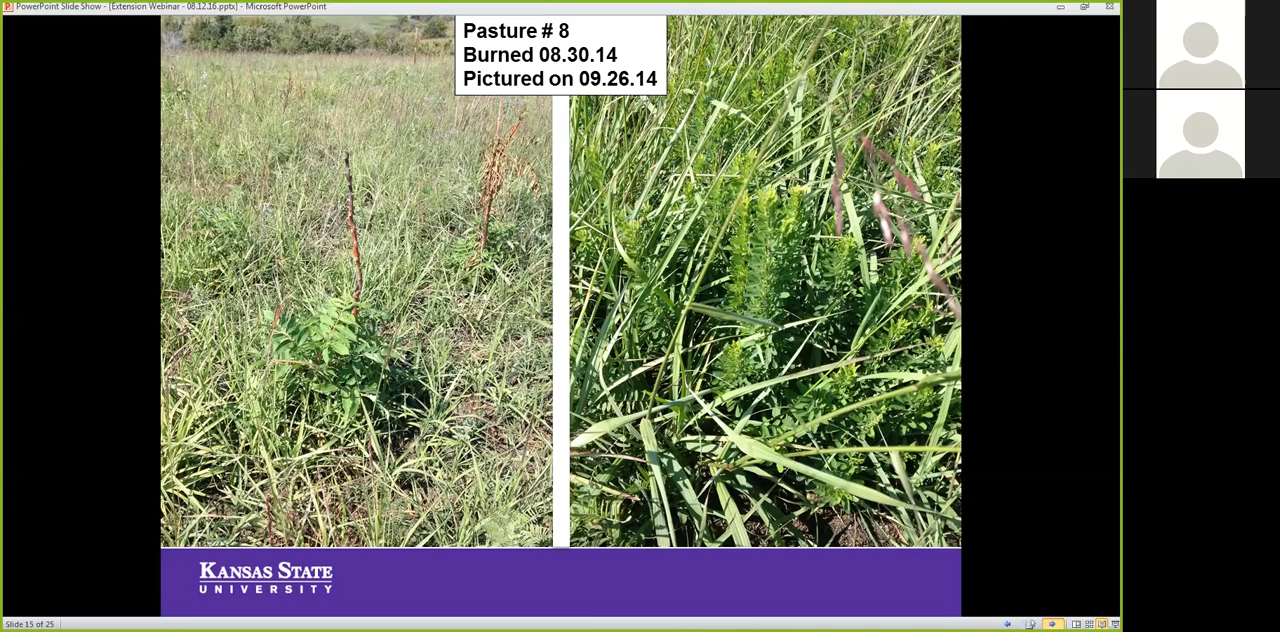 PowerPoint Slide Show - [Extension Webinar - 08.12.16.pptx] - Microsoft PowerPoint
Pasture # 8
Burned 08.30.14
Pictured on 09.26.14
KANSAS STATE
UNIVERSITY
Slide 15 of 25